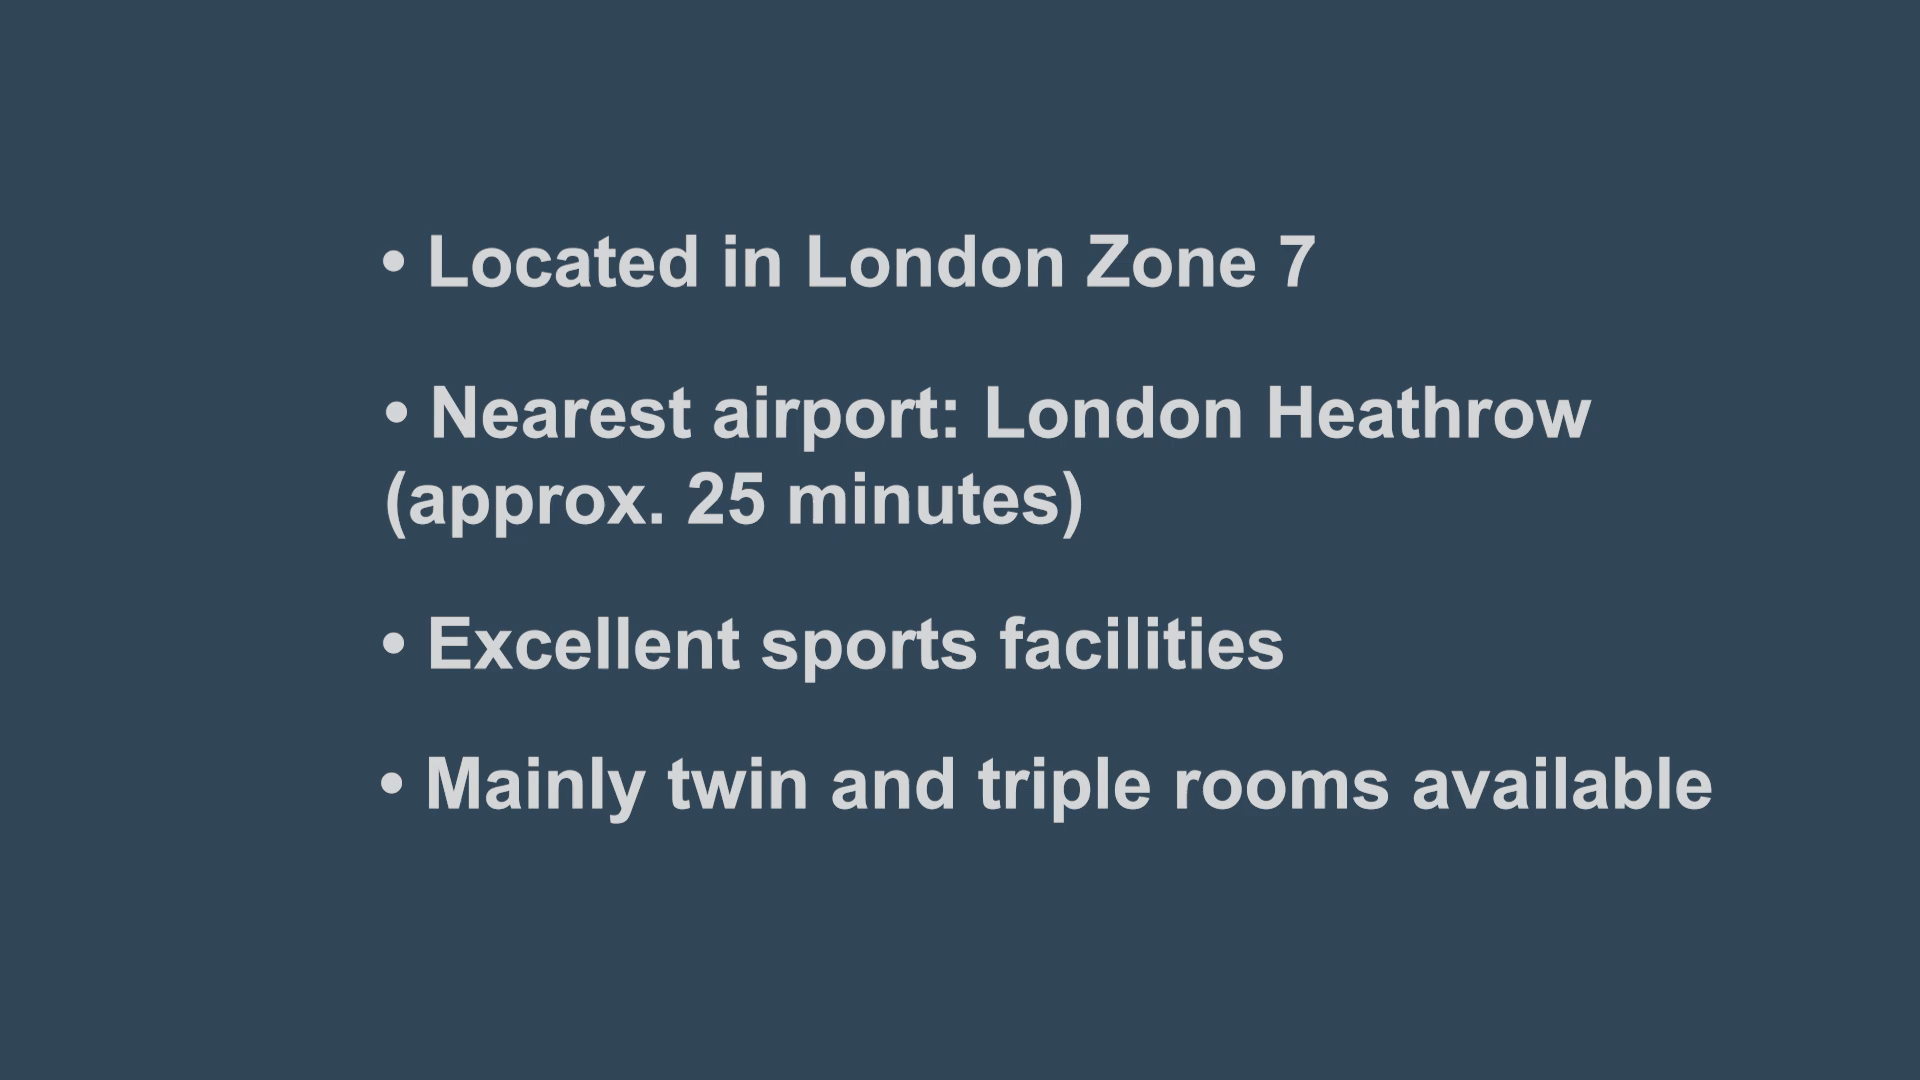 • Located in London Zone 7
• Nearest airport: London Heathrow
(approx. 25 minutes)
• Excellent sports facilities
• Mainly twin and triple rooms available